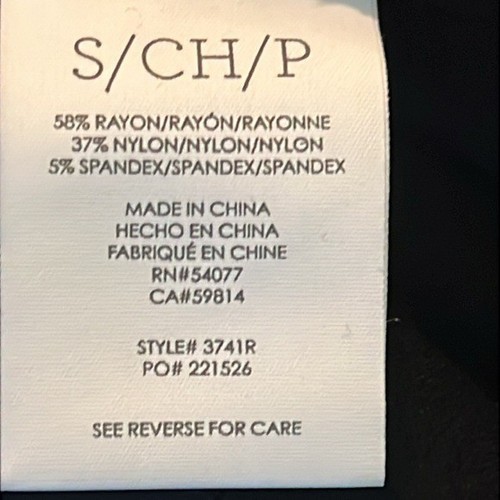 S/CH/P
58% RAYON/RAYÓN/RAYONNE
37% NYLON/NYLON/NYLON
5% SPANDEX/SPANDEX/SPANDEX
MADE IN CHINA
HECHO EN CHINA
FABRIQUÉ EN CHINE
RN#54077
CA#59814
STYLE# 3741R
PO# 221526
SEE REVERSE FOR CARE